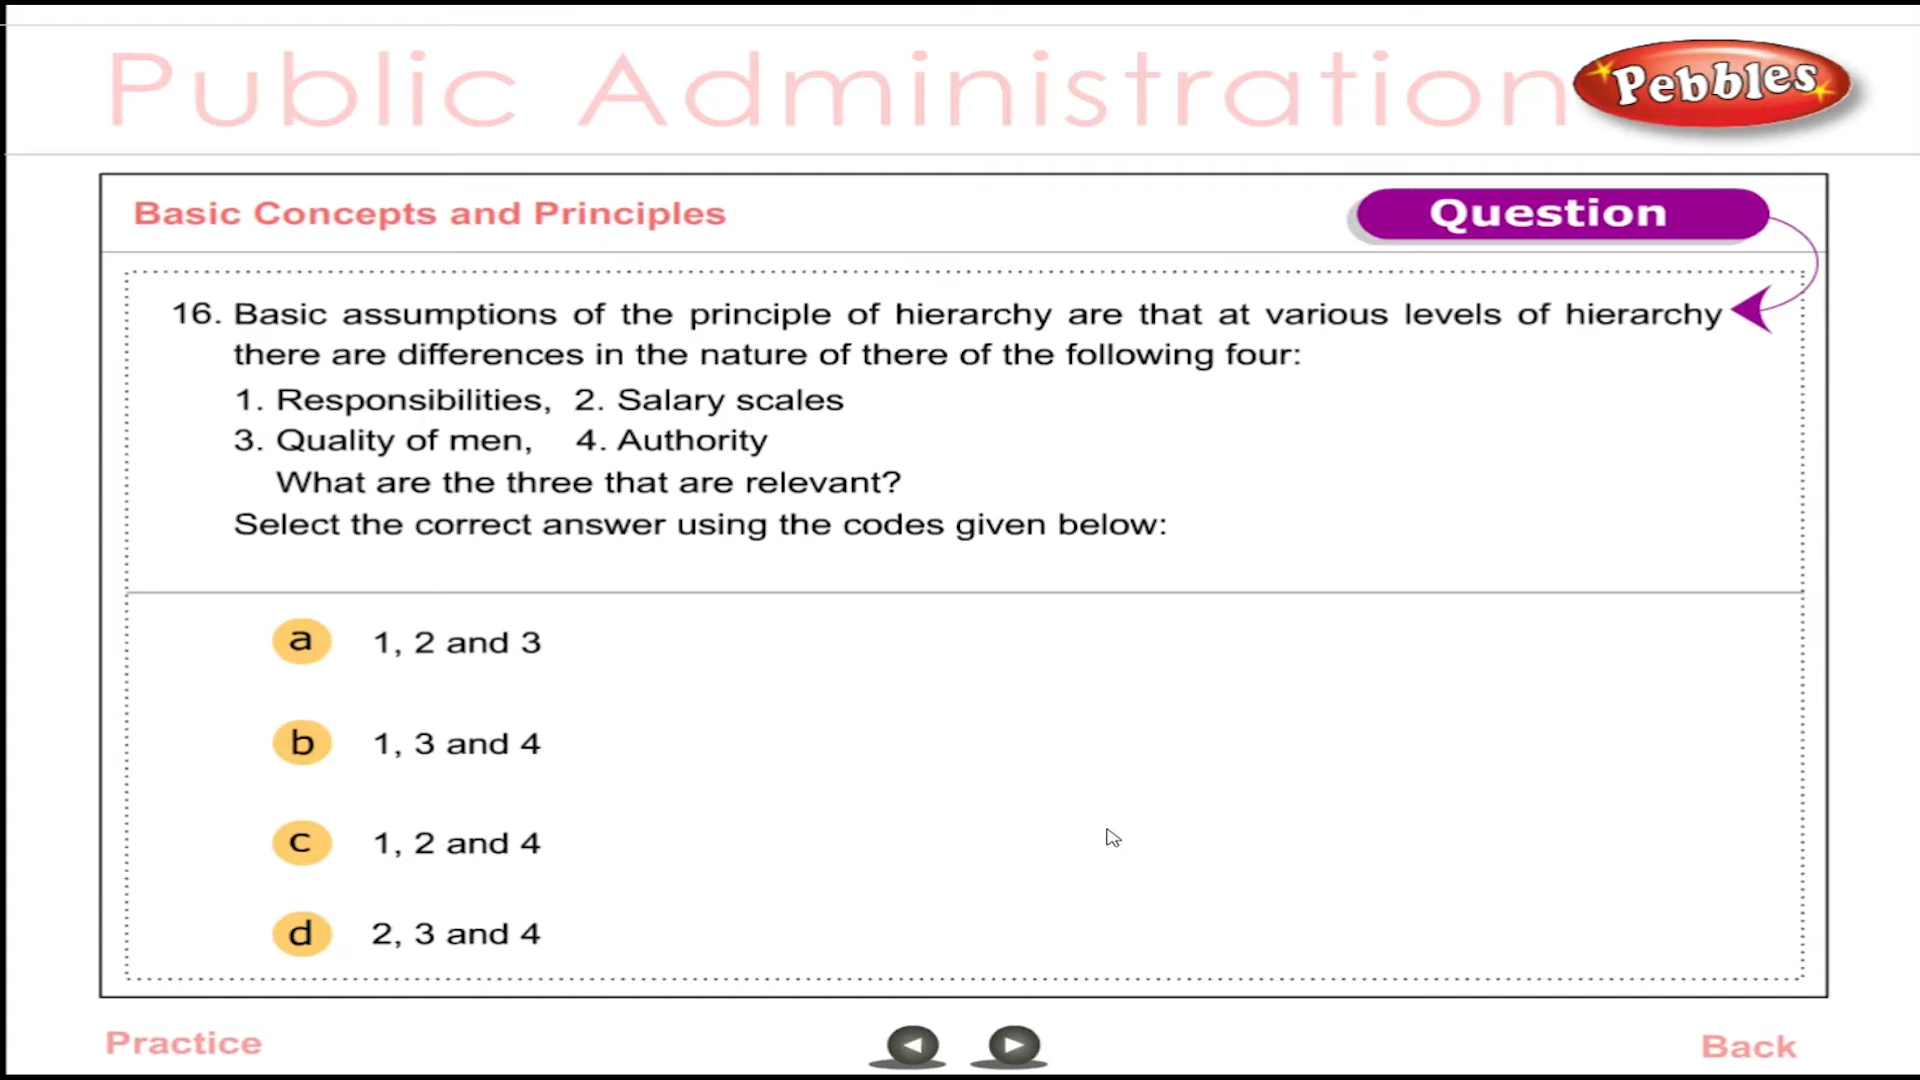 Public Administration
Pebbles
Basic Concepts and Principles
Question
16. Basic assumptions of the principle of hierarchy are that at various levels of hierarchy
there are differences in the nature of there of the following four:
1. Responsibilities, 2. Salary scales
3. Quality of men, 4. Authority
What are the three that are relevant?
Select the correct answer using the codes given below:
a 1, 2 and 3
b 1, 3 and 4
c 1, 2 and 4
d 2, 3 and 4
Practice
Back